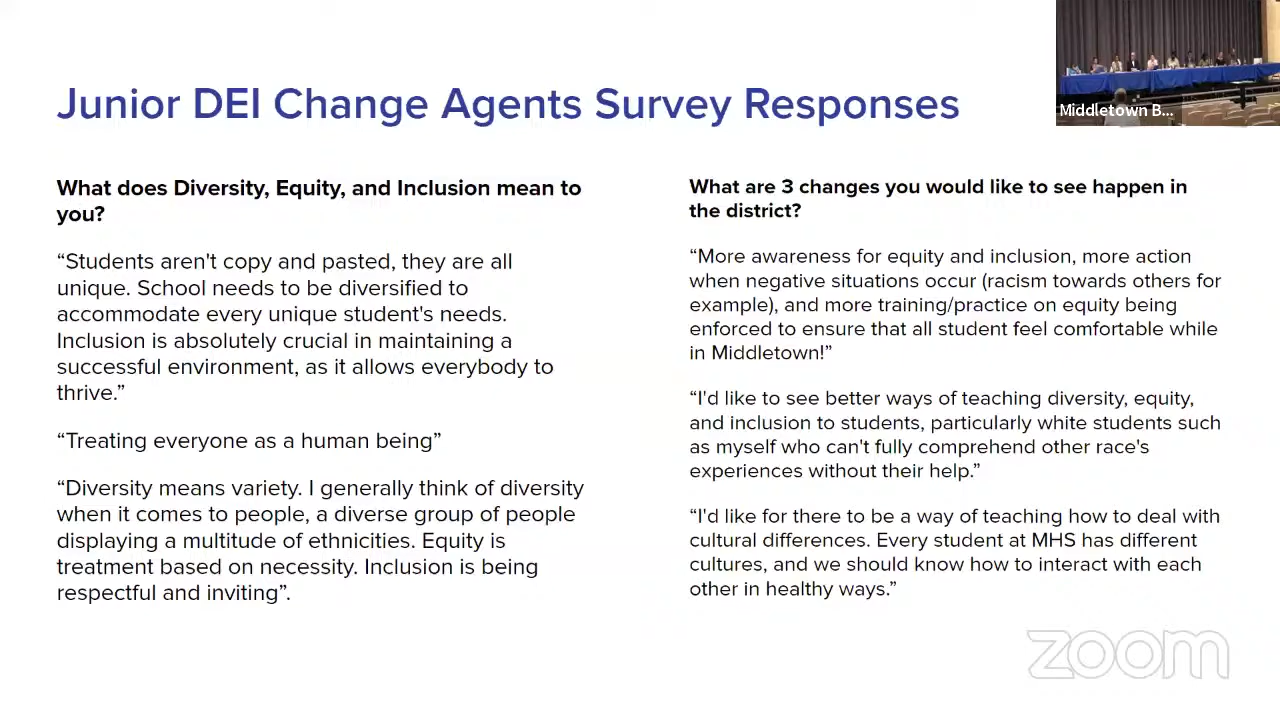 Junior DEI Change Agents Survey Responses
Middletown B...
What does Diversity, Equity, and Inclusion mean to
you?
“Students aren't copy and pasted, they are all
unique. School needs to be diversified to
accommodate every unique student's needs.
Inclusion is absolutely crucial in maintaining a
successful environment, as it allows everybody to
thrive.”
“Treating everyone as a human being”
“Diversity means variety. I generally think of diversity
when it comes to people, a diverse group of people
displaying a multitude of ethnicities. Equity is
treatment based on necessity. Inclusion is being
respectful and inviting”.
What are 3 changes you would like to see happen in
the district?
“More awareness for equity and inclusion, more action
when negative situations occur (racism towards others for
example), and more training/practice on equity being
enforced to ensure that all student feel comfortable while
in Middletown!”
“I'd like to see better ways of teaching diversity, equity,
and inclusion to students, particularly white students such
as myself who can't fully comprehend other race's
experiences without their help.”
“I'd like for there to be a way of teaching how to deal with
cultural differences. Every student at MHS has different
cultures, and we should know how to interact with each
other in healthy ways.”
zoom